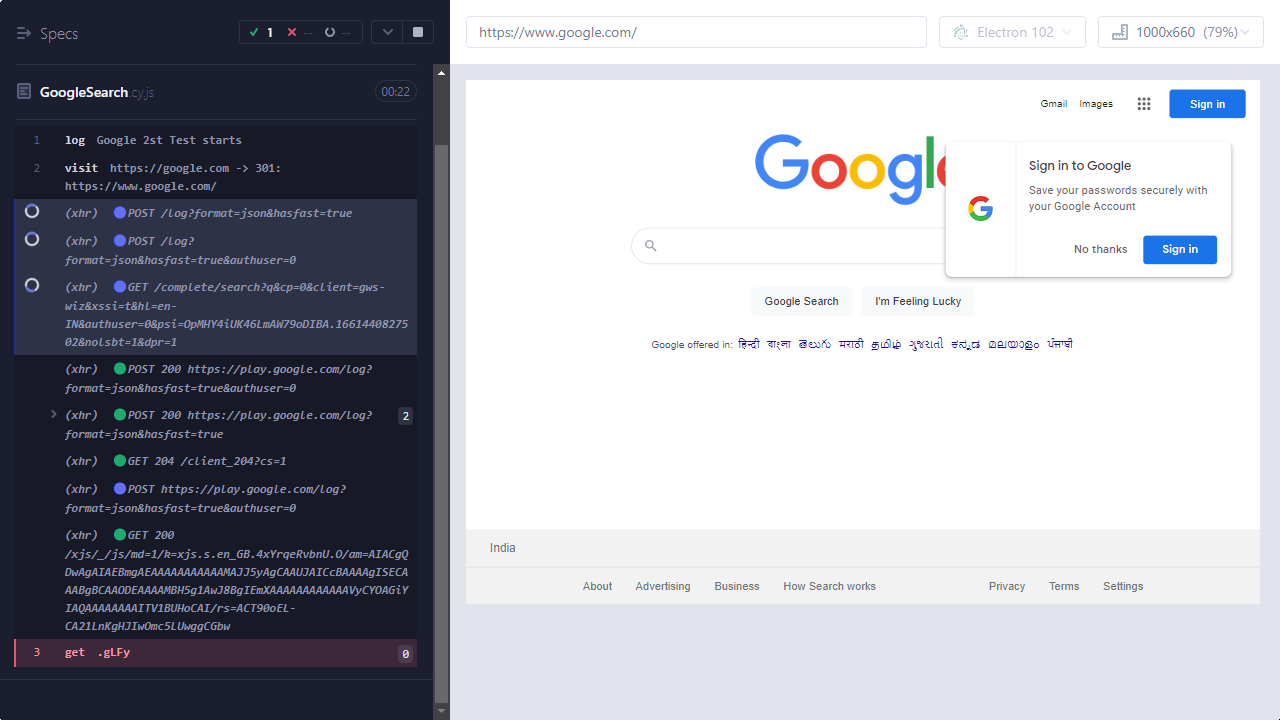 Specs
1
--
--
GoogleSearch.cy.js
00:22
1 log Google 2st Test starts
2 visit https://google.com -> 301:
https://www.google.com/
(xhr) POST /log?format=json&hasfast=true
(xhr) POST /log?
format=json&hasfast=true&authuser=0
(xhr) GET /complete/search?q&cp=0&client=gws-
wiz&xssi=t&hl=en-
IN&authuser=0&psi=OpMHY4iUK46LmAW79oDIBA.16614408275
02&nolsbt=1&dpr=1
(xhr) POST 200 https://play.google.com/log?
format=json&hasfast=true&authuser=0
(xhr) POST 200 https://play.google.com/log? 2
format=json&hasfast=true
(xhr) GET 204 /client_204?cs=1
(xhr) POST https://play.google.com/log?
format=json&hasfast=true&authuser=0
(xhr) GET 200
/xjs/_/js/md=1/k=xjs.s.en_GB.4xYrqeRvbnU.O/am=AIACgQ
DwAgAIAEBmgAEAAAAAAAAAAAMAJJ5yAgCAAUJAICcBAAAAgISECA
AABgBCAAODEAAAAMBH5g1AwJ8BgIEmXAAAAAAAAAAAAVyCYOAGiY
IAQAAAAAAAAITV1BUHoCAI/rs=ACT90oEL-
CA21LnKgHJIwOmc5LUwggCGbw
3 get .gLFy 0
https://www.google.com/
Electron 102
1000x660 (79%)
Gmail Images Sign in
Google
Sign in to Google
Save your passwords securely with
your Google Account
No thanks Sign in
Google Search I'm Feeling Lucky
Google offered in: हिन्दी বাংলা తెలుగు मराठी தமிழ் ગુજરાતી ಕನ್ನಡ മലയാളം ਪੰਜਾਬੀ
India
About Advertising Business How Search works Privacy Terms Settings